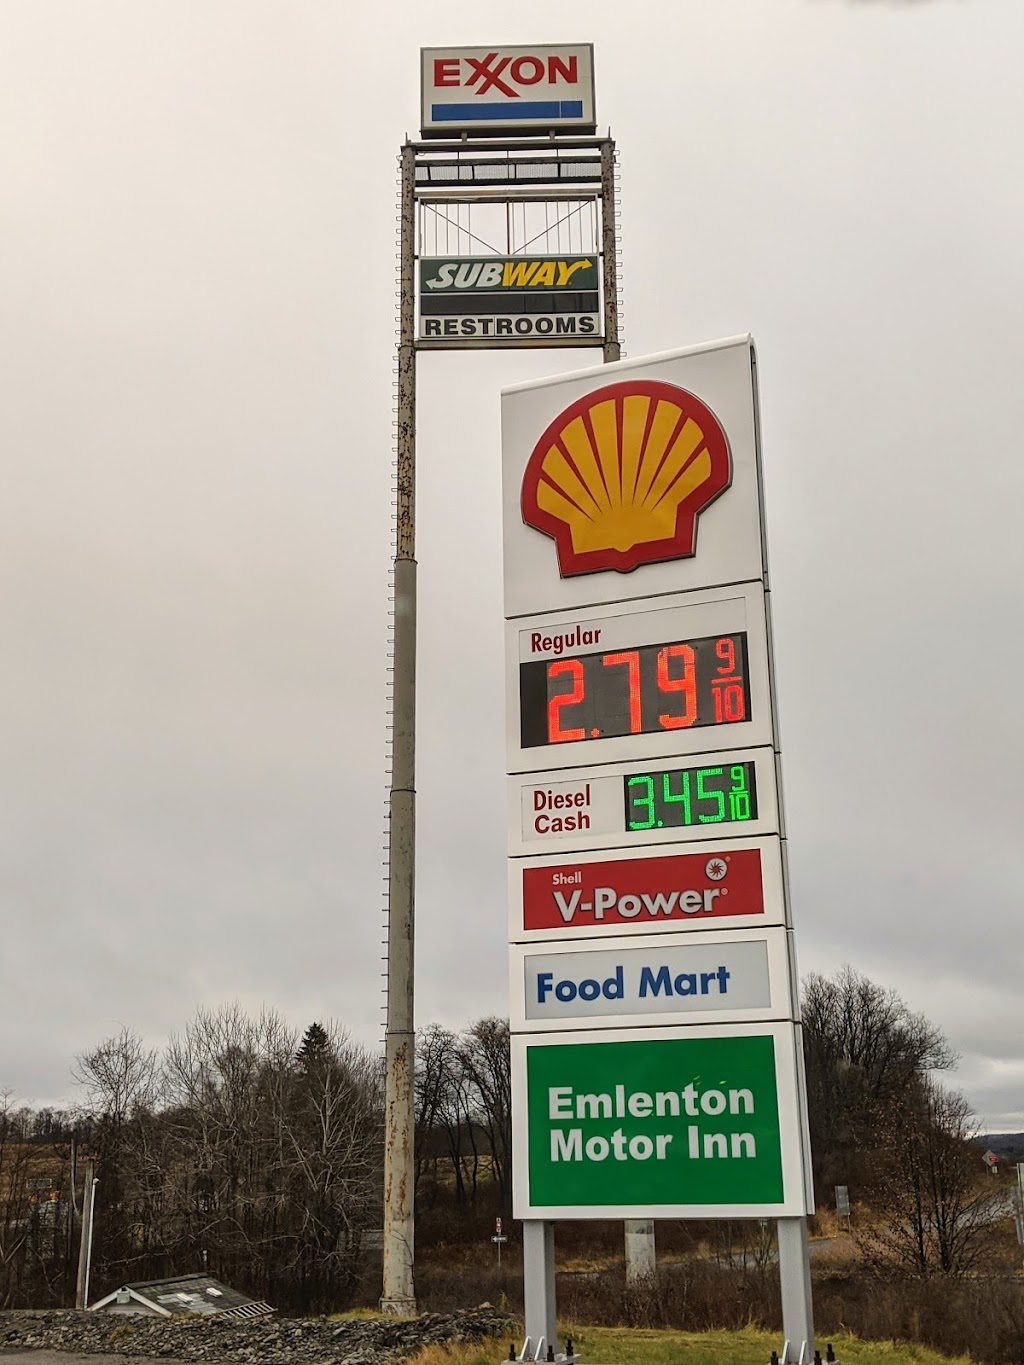 EXXON
SUBWAY
RESTROOMS
Regular
2.79 9/10
Diesel
Cash
3.45 9/10
Shell
V-Power®
Food Mart
Emlenton
Motor Inn